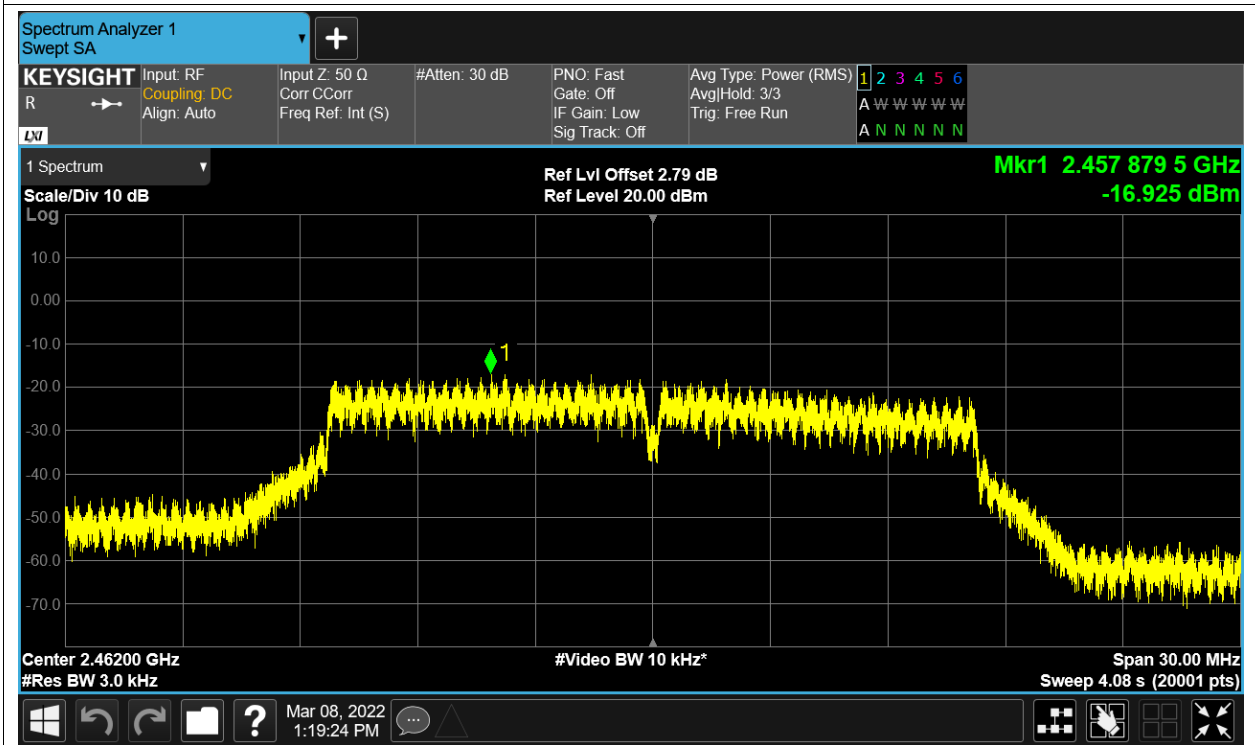 Spectrum Analyzer 1
Swept SA
▼
+
KEYSIGHT
R
LXI
Input: RF
Coupling: DC
Align: Auto
Input Z: 50 Ω
Corr CCorr
Freq Ref: Int (S)
#Atten: 30 dB
PNO: Fast
Gate: Off
IF Gain: Low
Sig Track: Off
Avg Type: Power (RMS)
Avg|Hold: 3/3
Trig: Free Run
1 2 3 4 5 6
A W W W W W
A N N N N N
1 Spectrum ▼
Scale/Div 10 dB
Log
Ref Lvl Offset 2.79 dB
Ref Level 20.00 dBm
Mkr1 2.457 879 5 GHz
-16.925 dBm
10.0
0.00
-10.0
1
-20.0
-30.0
-40.0
-50.0
-60.0
-70.0
Center 2.46200 GHz
#Video BW 10 kHz*
Span 30.00 MHz
#Res BW 3.0 kHz
Sweep 4.08 s (20001 pts)
?
Mar 08, 2022
1:19:24 PM